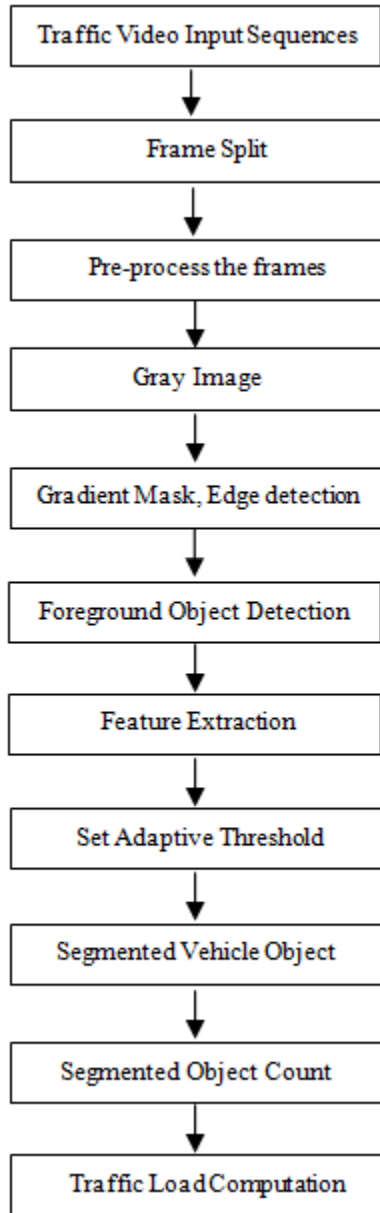 Traffic Video Input Sequences
Frame Split
Pre-process the frames
Gray Image
Gradient Mask, Edge detection
Foreground Object Detection
Feature Extraction
Set Adaptive Threshold
Segmented Vehicle Object
Segmented Object Count
Traffic Load Computation